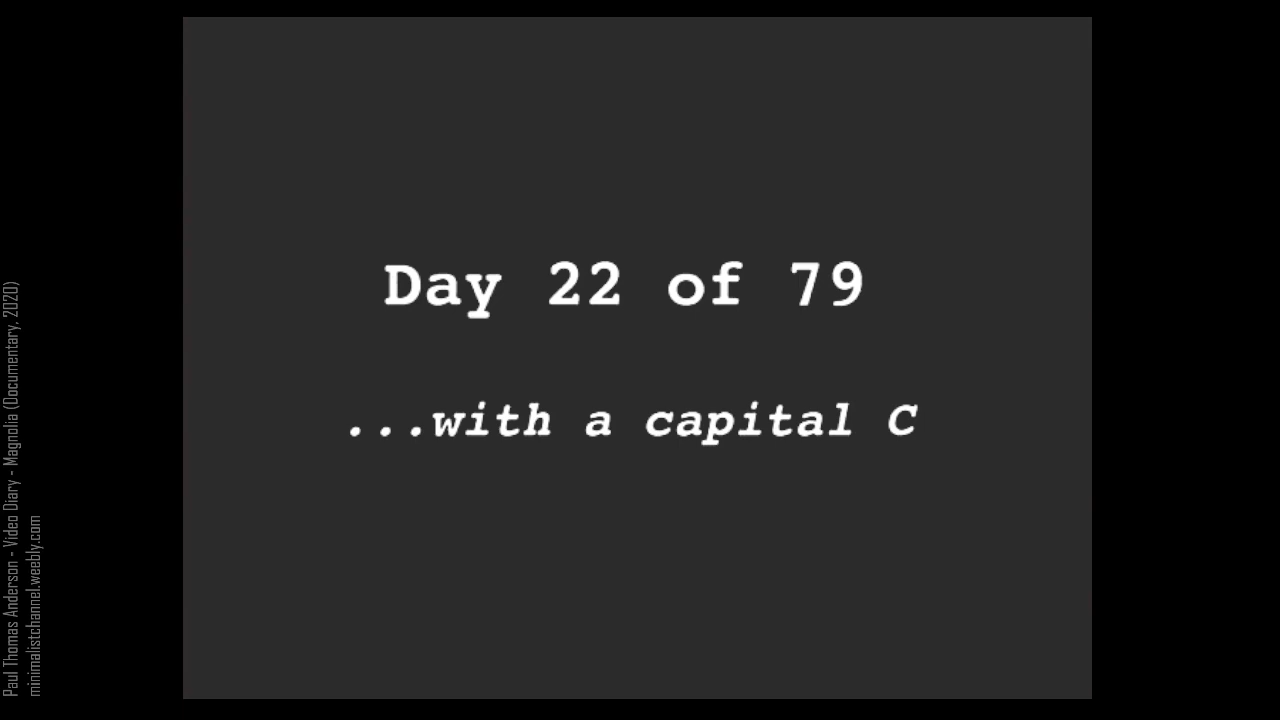 Day 22 of 79
...with a capital C
Paul Thomas Anderson - Video Diary - Magnolia (Documentary, 2020)
minimalistchannel.weebly.com